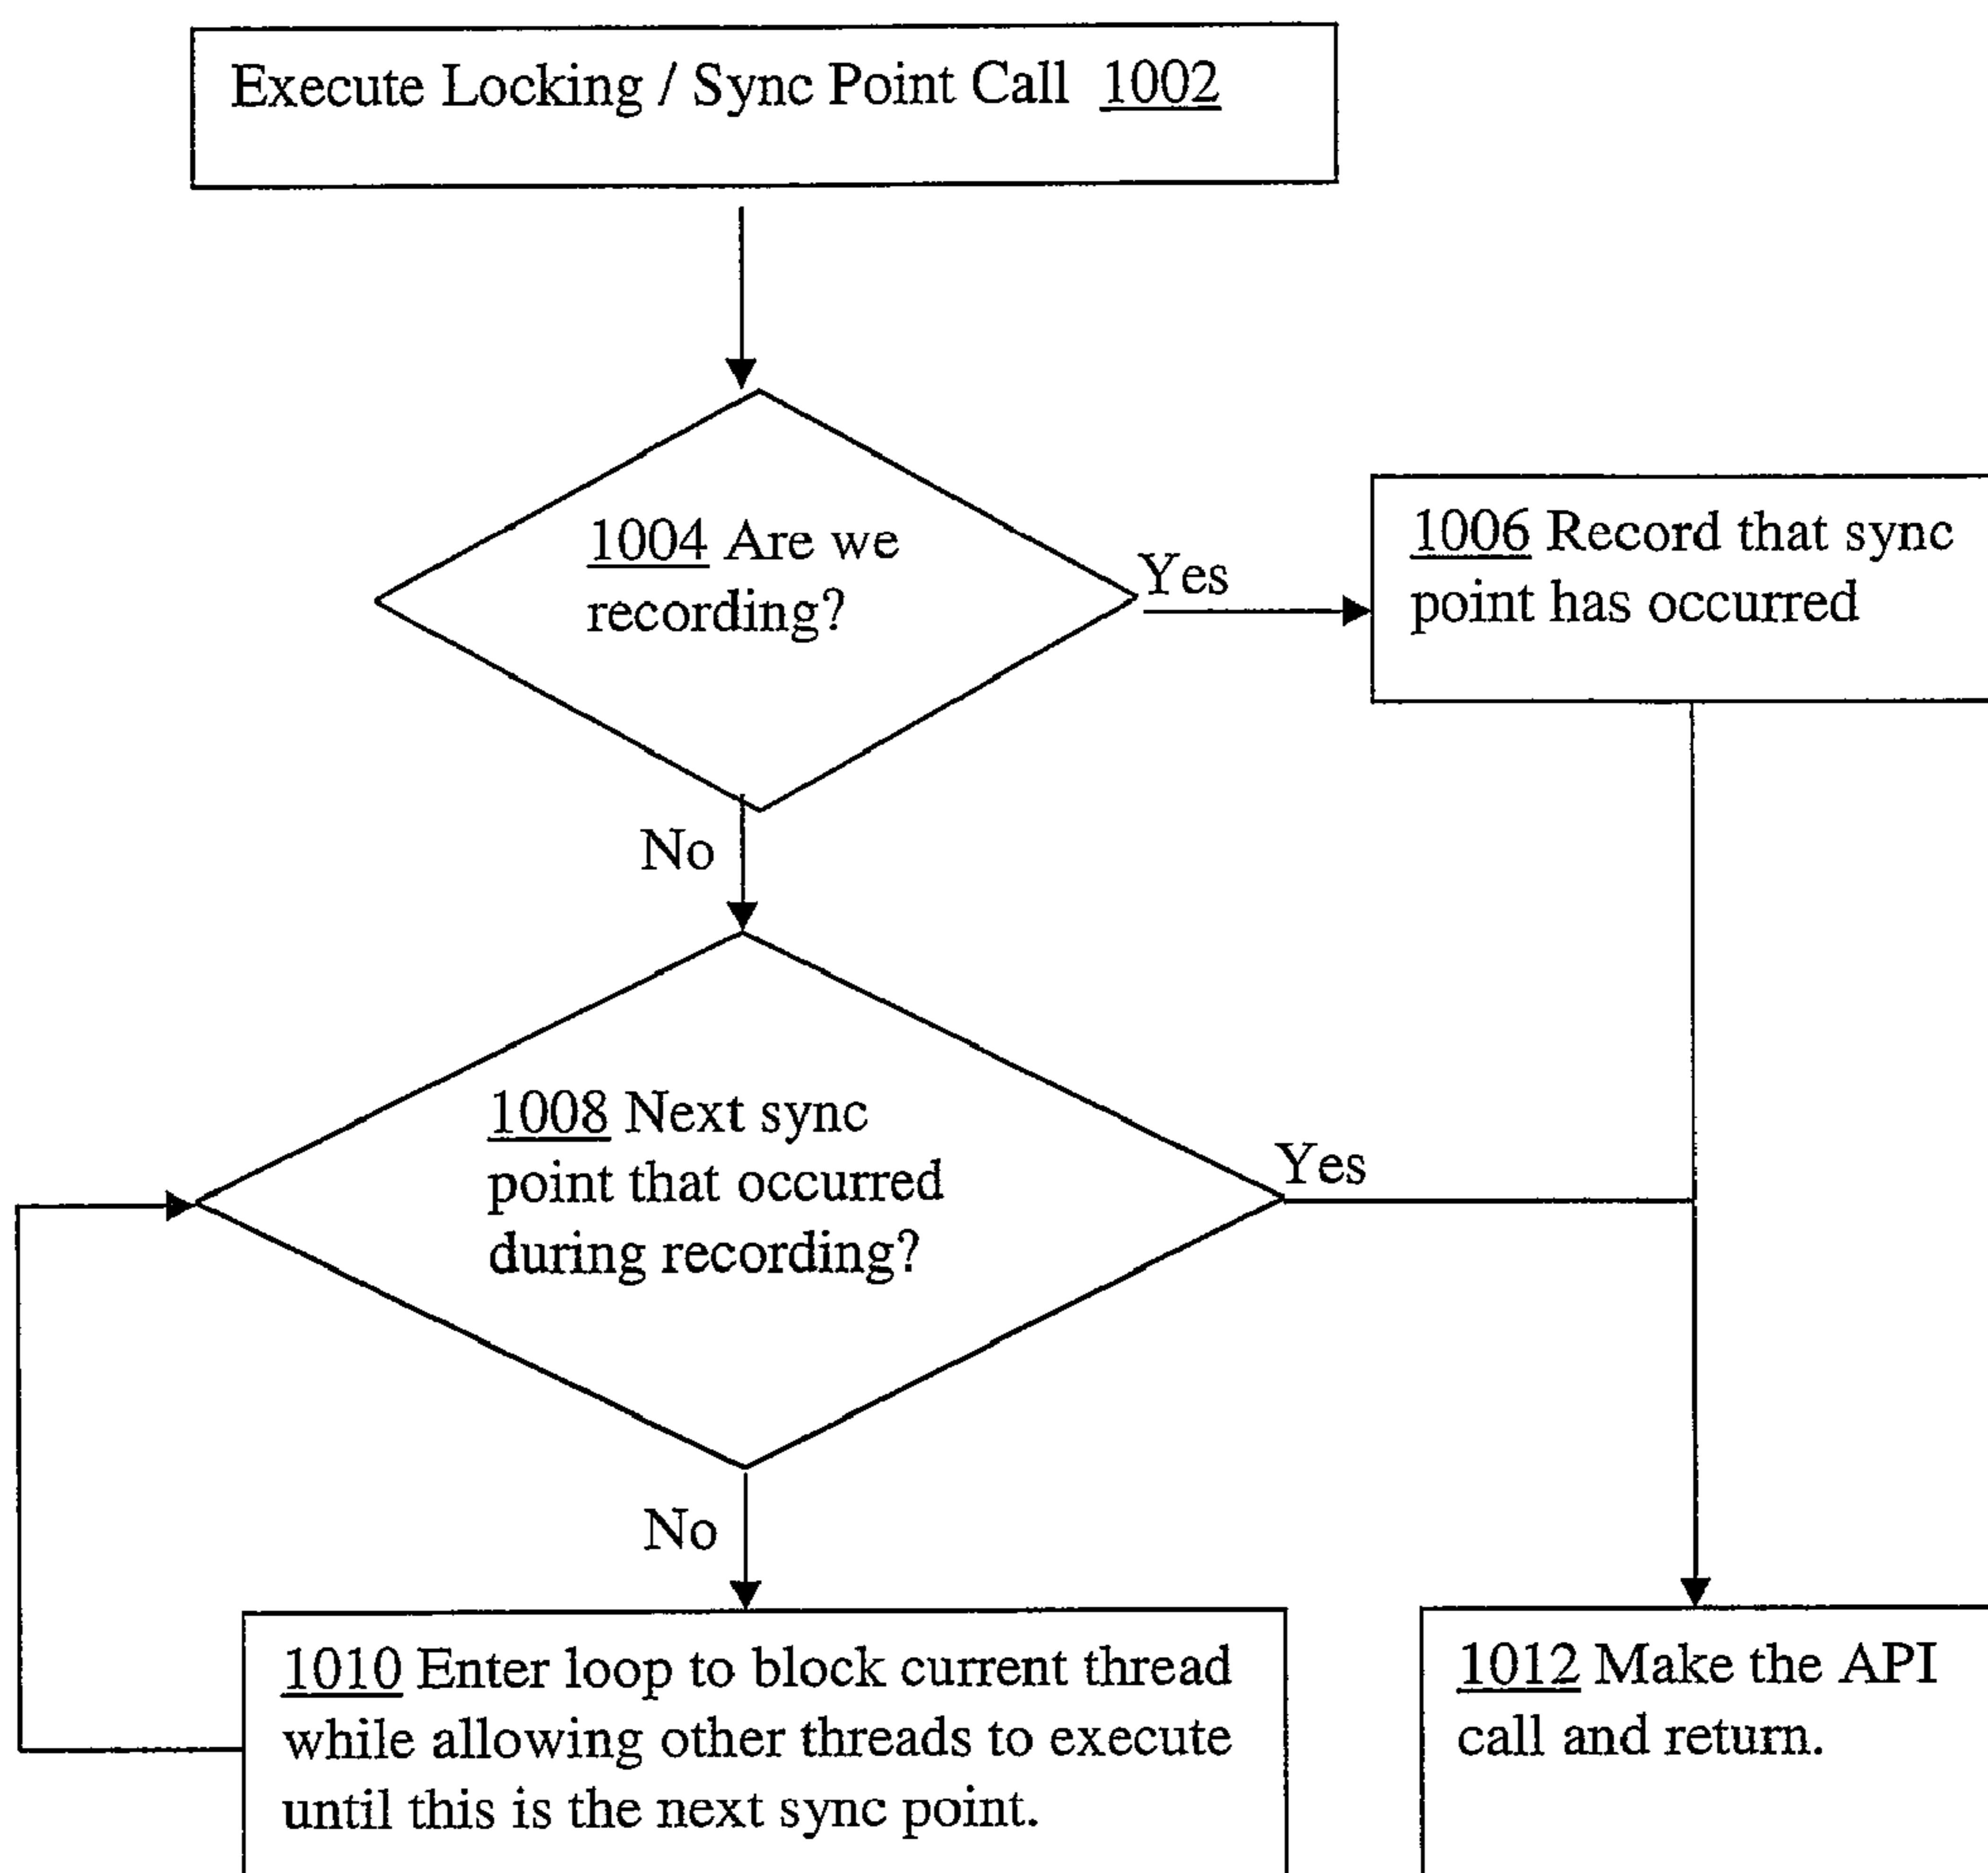 Execute Locking / Sync Point Call 1002
1004 Are we
recording?
Yes
1006 Record that sync
point has occurred
No
1008 Next sync
point that occurred
during recording?
Yes
No
1010 Enter loop to block current thread
while allowing other threads to execute
until this is the next sync point.
1012 Make the API
call and return.